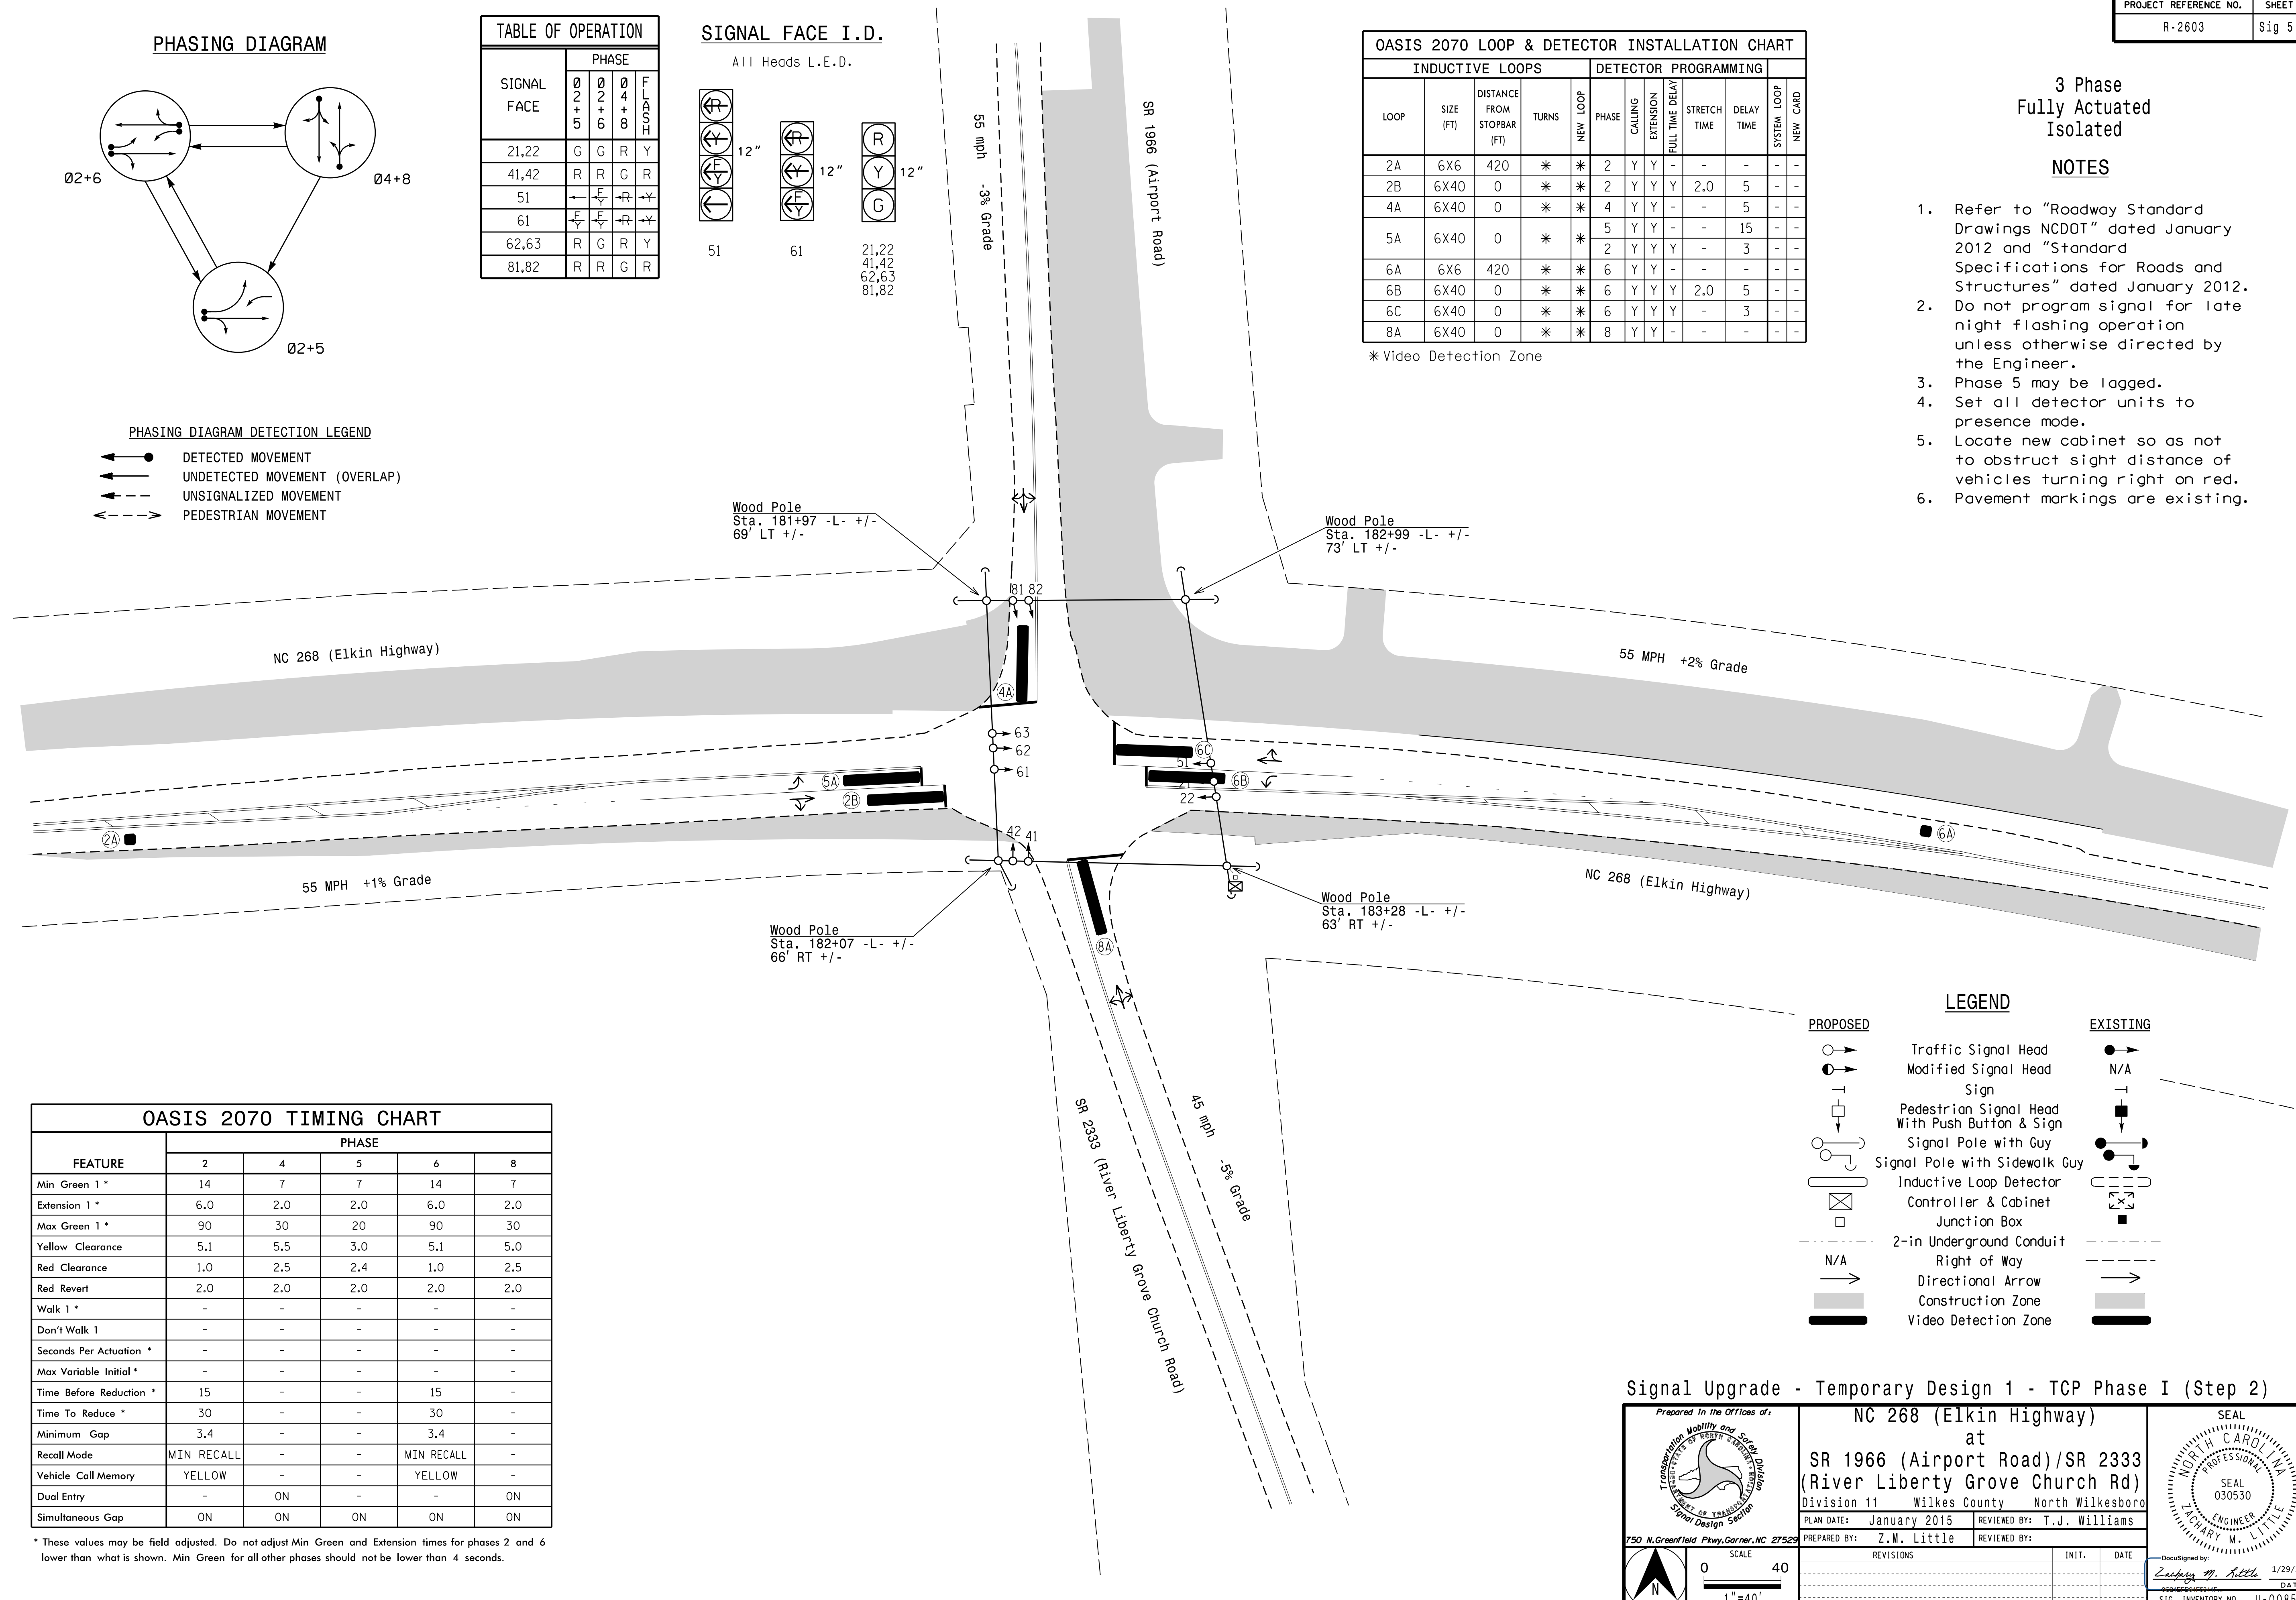 PROJECT REFERENCE NO. SHEET
R-2603 Sig 5
PHASING DIAGRAM
Ø2+6
Ø4+8
Ø2+5
PHASING DIAGRAM DETECTION LEGEND
DETECTED MOVEMENT
UNDETECTED MOVEMENT (OVERLAP)
UNSIGNALIZED MOVEMENT
PEDESTRIAN MOVEMENT
TABLE OF OPERATION
SIGNAL FACE PHASE
Ø2+5 Ø2+6 Ø4+8 FLASH
21,22 G G R Y
41,42 R R G R
51 ← F/Y R Y
61 F/Y F/Y R Y
62,63 R G R Y
81,82 R R G R
SIGNAL FACE I.D.
All Heads L.E.D.
R Y F Y 12"
51
R Y F Y 12"
61
R Y G 12"
21,22
41,42
62,63
81,82
OASIS 2070 LOOP & DETECTOR INSTALLATION CHART
INDUCTIVE LOOPS DETECTOR PROGRAMMING
LOOP SIZE (FT) DISTANCE FROM STOPBAR (FT) TURNS NEW LOOP PHASE CALLING EXTENSION FULL TIME DELAY STRETCH TIME DELAY TIME SYSTEM LOOP NEW CARD
2A 6X6 420 * * 2 Y Y - - - - -
2B 6X40 0 * * 2 Y Y Y 2.0 5 - -
4A 6X40 0 * * 4 Y Y - - 5 - -
5A 6X40 0 * * 5 Y Y - - 15 - -
2 Y Y Y - 3 - -
6A 6X6 420 * * 6 Y Y - - - - -
6B 6X40 0 * * 6 Y Y Y 2.0 5 - -
6C 6X40 0 * * 6 Y Y Y - 3 - -
8A 6X40 0 * * 8 Y Y - - - - -
* Video Detection Zone
3 Phase
Fully Actuated
Isolated
NOTES
1. Refer to "Roadway Standard
Drawings NCDOT" dated January
2012 and "Standard
Specifications for Roads and
Structures" dated January 2012.
2. Do not program signal for late
night flashing operation
unless otherwise directed by
the Engineer.
3. Phase 5 may be lagged.
4. Set all detector units to
presence mode.
5. Locate new cabinet so as not
to obstruct sight distance of
vehicles turning right on red.
6. Pavement markings are existing.
55 mph -3% Grade
SR 1966 (Airport Road)
Wood Pole
Sta. 181+97 -L- +/-
69' LT +/-
Wood Pole
Sta. 182+99 -L- +/-
73' LT +/-
81 82
NC 268 (Elkin Highway)
55 MPH +2% Grade
4A
63
62
61
6C
51
6B
21
22
5A
2B
2A
6A
42 41
55 MPH +1% Grade
NC 268 (Elkin Highway)
Wood Pole
Sta. 182+07 -L- +/-
66' RT +/-
Wood Pole
Sta. 183+28 -L- +/-
63' RT +/-
8A
SR 2333 (River Liberty Grove Church Road)
45 mph -5% Grade
LEGEND
PROPOSED EXISTING
Traffic Signal Head
Modified Signal Head N/A
Sign
Pedestrian Signal Head
With Push Button & Sign
Signal Pole with Guy
Signal Pole with Sidewalk Guy
Inductive Loop Detector
Controller & Cabinet
Junction Box
2-in Underground Conduit
N/A Right of Way
Directional Arrow
Construction Zone
Video Detection Zone
OASIS 2070 TIMING CHART
FEATURE PHASE
2 4 5 6 8
Min Green 1 * 14 7 7 14 7
Extension 1 * 6.0 2.0 2.0 6.0 2.0
Max Green 1 * 90 30 20 90 30
Yellow Clearance 5.1 5.5 3.0 5.1 5.0
Red Clearance 1.0 2.5 2.4 1.0 2.5
Red Revert 2.0 2.0 2.0 2.0 2.0
Walk 1 * - - - - -
Don't Walk 1 - - - - -
Seconds Per Actuation * - - - - -
Max Variable Initial * - - - - -
Time Before Reduction * 15 - - 15 -
Time To Reduce * 30 - - 30 -
Minimum Gap 3.4 - - 3.4 -
Recall Mode MIN RECALL - - MIN RECALL -
Vehicle Call Memory YELLOW - - YELLOW -
Dual Entry - ON - - ON
Simultaneous Gap ON ON ON ON ON
* These values may be field adjusted. Do not adjust Min Green and Extension times for phases 2 and 6
lower than what is shown. Min Green for all other phases should not be lower than 4 seconds.
Signal Upgrade - Temporary Design 1 - TCP Phase I (Step 2)
Prepared in the Offices of:
Transportation Mobility and Safety Division
STATE OF NORTH CAROLINA
DEPARTMENT OF TRANSPORTATION
Signal Design Section
750 N.Greenfield Pkwy,Garner,NC 27529
N
SCALE
0 40
1"=40'
NC 268 (Elkin Highway)
at
SR 1966 (Airport Road)/SR 2333
(River Liberty Grove Church Rd)
Division 11 Wilkes County North Wilkesboro
PLAN DATE: January 2015 REVIEWED BY: T.J. Williams
PREPARED BY: Z.M. Little REVIEWED BY:
REVISIONS INIT. DATE
SEAL
NORTH CAROLINA
PROFESSIONAL
SEAL
030530
ENGINEER
ZACHARY M. LITTLE
DocuSigned by:
Zachary M. Little 1/29/